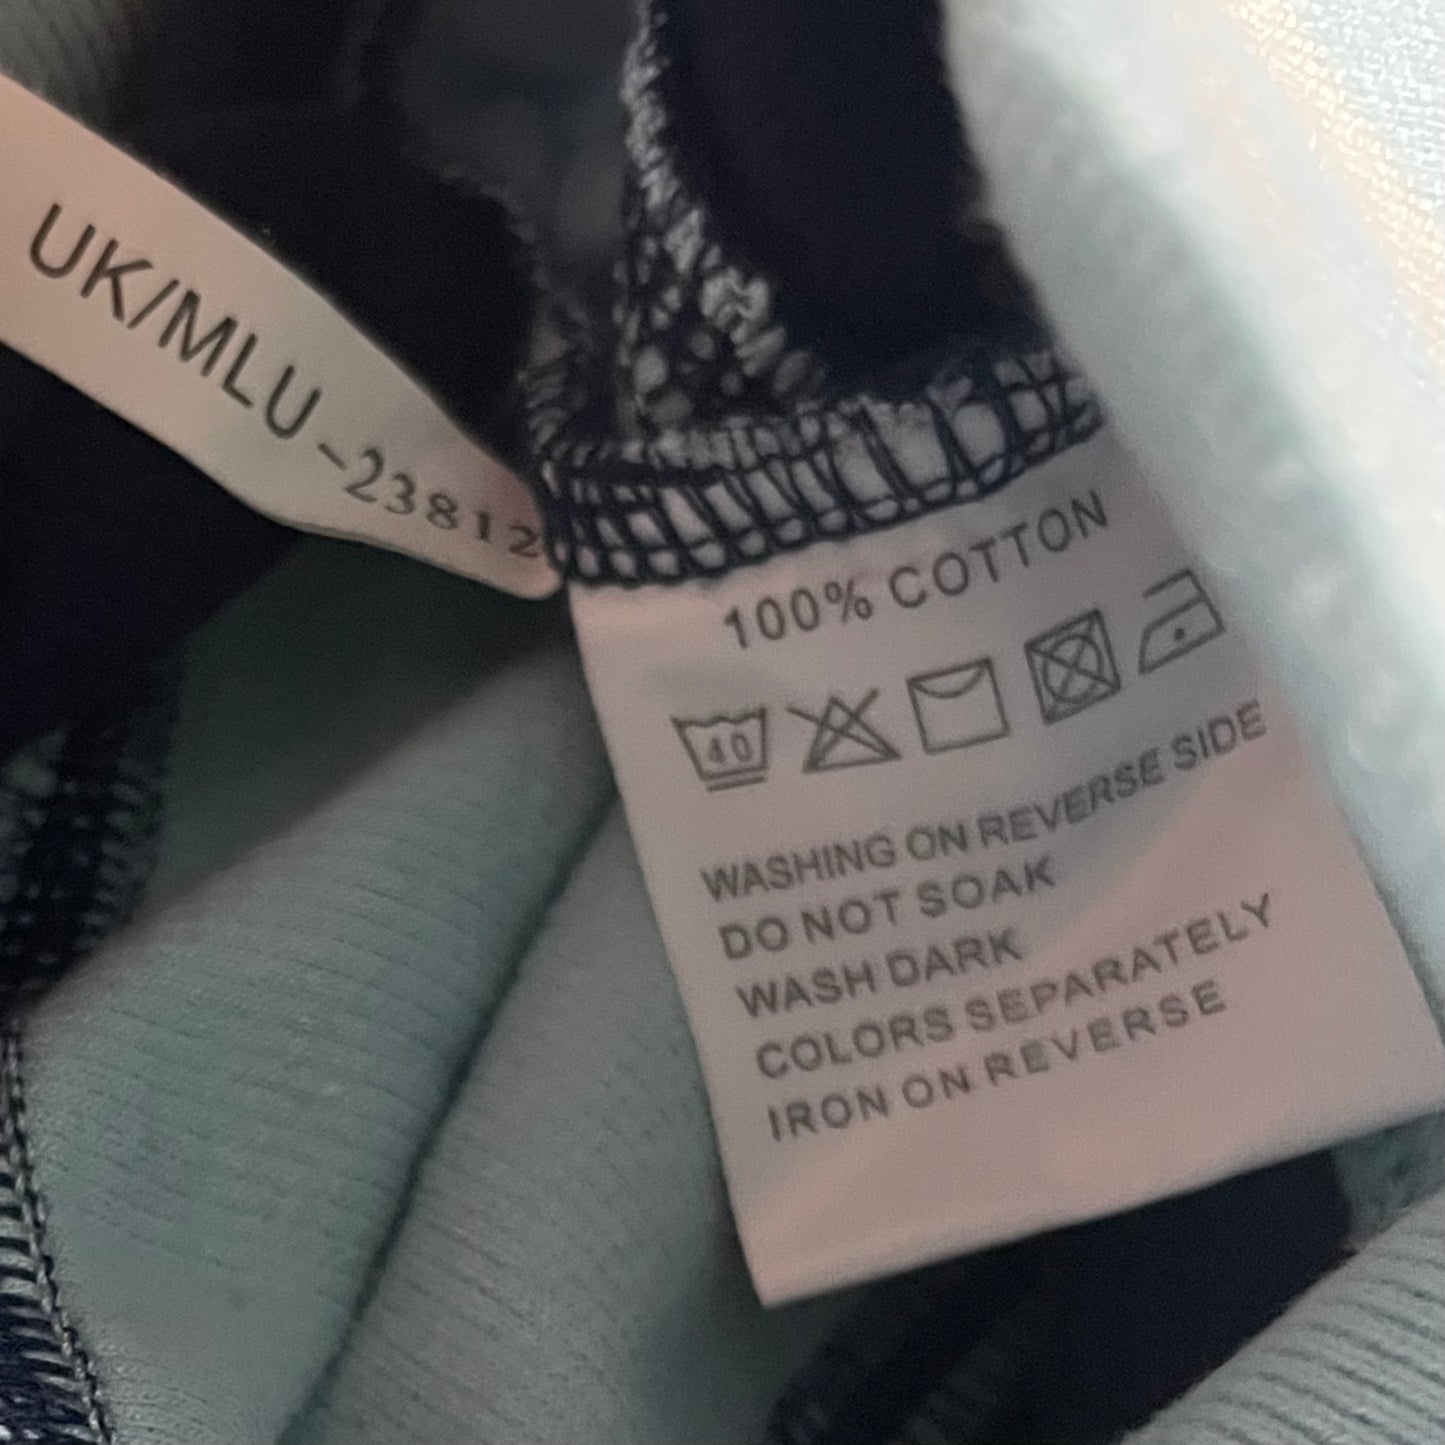 UK/MLU-23812
100% COTTON
40
WASHING ON REVERSE SIDE
DO NOT SOAK
WASH DARK
COLORS SEPARATELY
IRON ON REVERSE